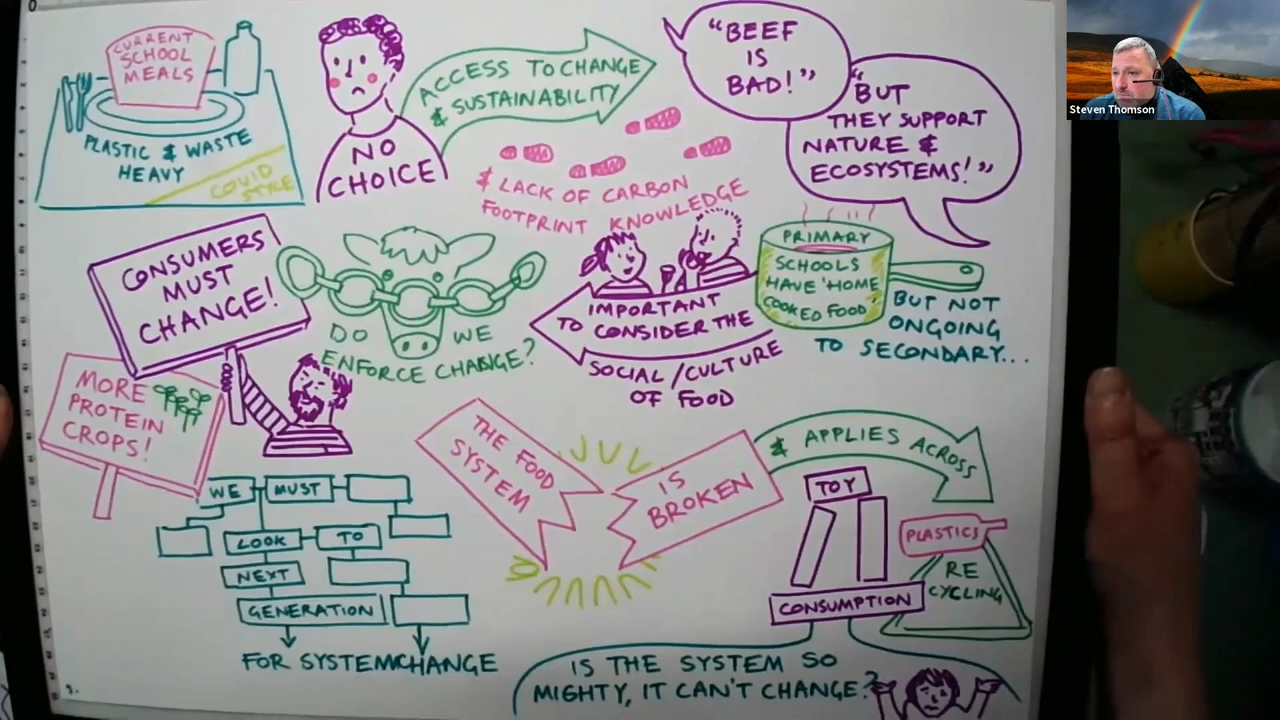 CURRENT
SCHOOL
MEALS
PLASTIC & WASTE
HEAVY
COVID
STYLE
NO
CHOICE
ACCESS TO CHANGE
& SUSTAINABILITY
"BEEF
IS
BAD!"
"BUT
THEY SUPPORT
NATURE &
ECOSYSTEMS!"
Steven Thomson
& LACK OF CARBON
FOOTPRINT KNOWLEDGE
CONSUMERS
MUST
CHANGE!
DO WE
ENFORCE CHANGE?
IMPORTANT
TO CONSIDER THE
SOCIAL/CULTURE
OF FOOD
PRIMARY
SCHOOLS
HAVE 'HOME
COOKED FOOD'
BUT NOT
ONGOING
TO SECONDARY...
MORE
PROTEIN
CROPS!
THE FOOD
SYSTEM
IS
BROKEN
& APPLIES ACROSS
TOY
CONSUMPTION
PLASTICS
RE
CYCLING
WE MUST
LOOK TO
NEXT
GENERATION
FOR SYSTEMCHANGE
IS THE SYSTEM SO
MIGHTY, IT CAN'T CHANGE?